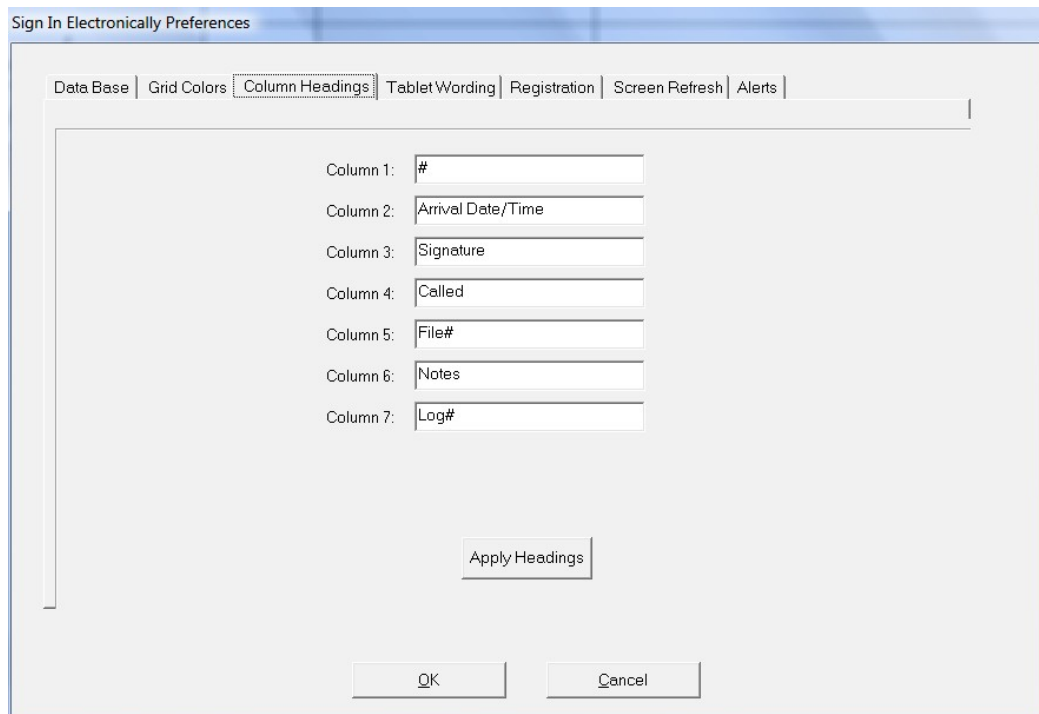 Sign In Electronically Preferences
Data Base Grid Colors Column Headings Tablet Wording Registration Screen Refresh Alerts
Column 1: #
Column 2: Arrival Date/Time
Column 3: Signature
Column 4: Called
Column 5: File#
Column 6: Notes
Column 7: Log#
Apply Headings
OK Cancel